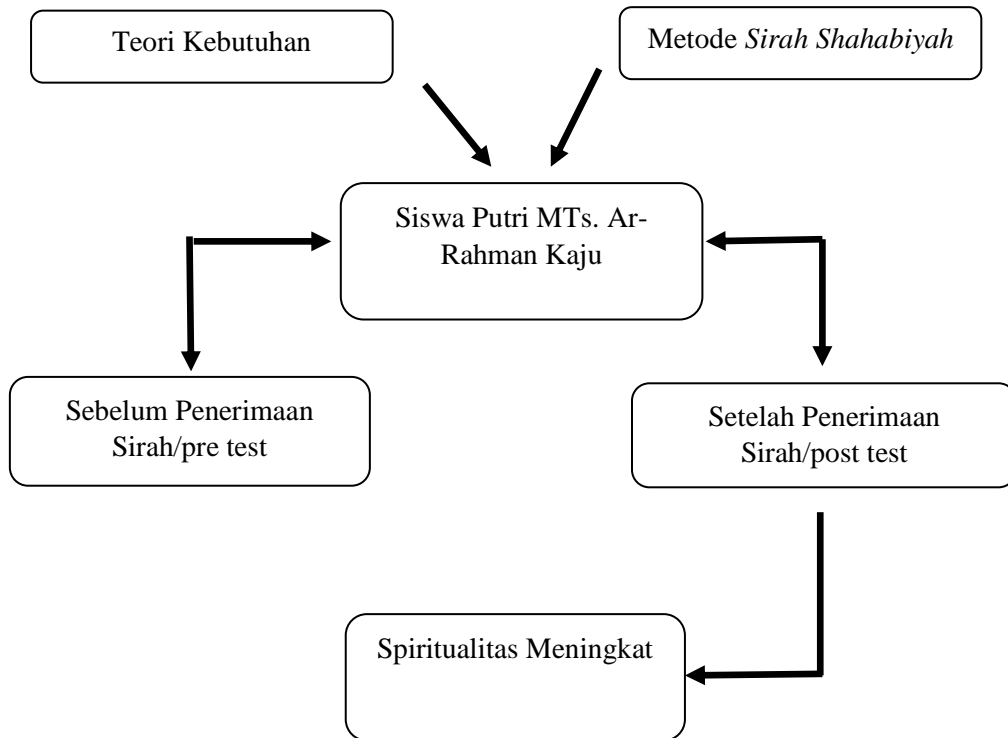 Teori Kebutuhan
Metode Sirah Shahabiyah
Siswa Putri MTs. Ar-
Rahman Kaju
Sebelum Penerimaan
Sirah/pre test
Setelah Penerimaan
Sirah/post test
Spiritualitas Meningkat